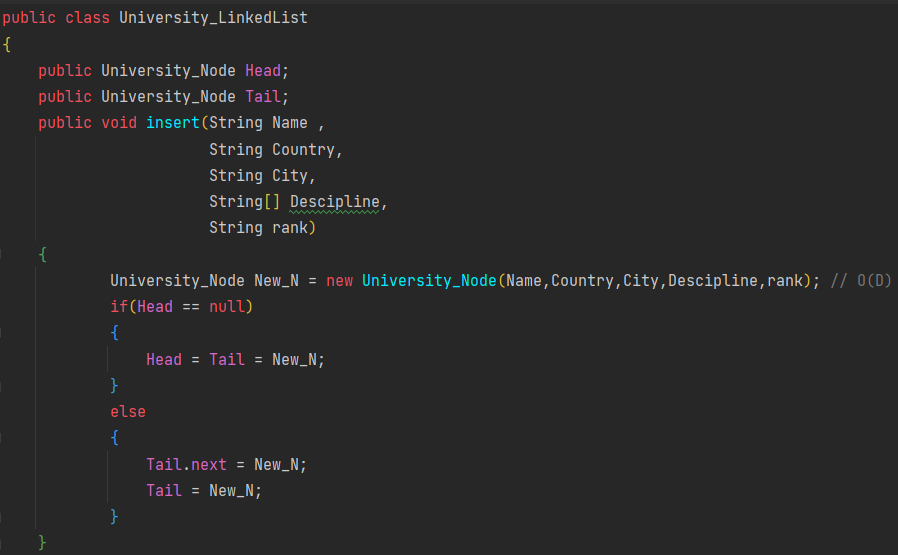 public class University_LinkedList
{
    public University_Node Head;
    public University_Node Tail;
    public void insert(String Name ,
                       String Country,
                       String City,
                       String[] Descipline,
                       String rank)
    {
            University_Node New_N = new University_Node(Name,Country,City,Descipline,rank); // O(D)
            if(Head == null)
            {
                Head = Tail = New_N;
            }
            else
            {
                Tail.next = New_N;
                Tail = New_N;
            }
    }